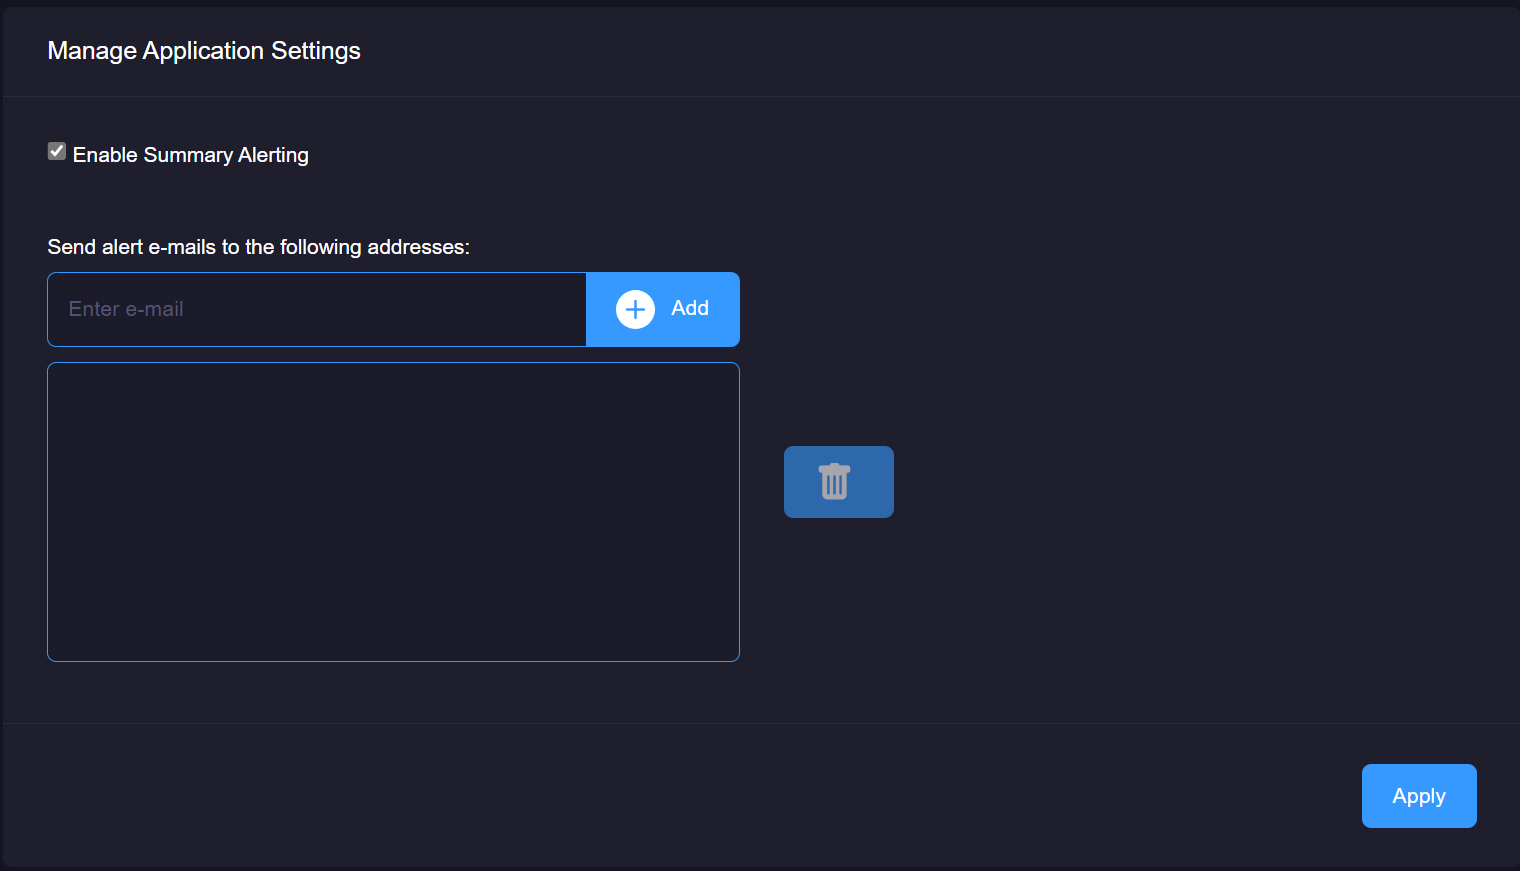 Manage Application Settings
Enable Summary Alerting
Send alert e-mails to the following addresses:
Enter e-mail
Add
Apply